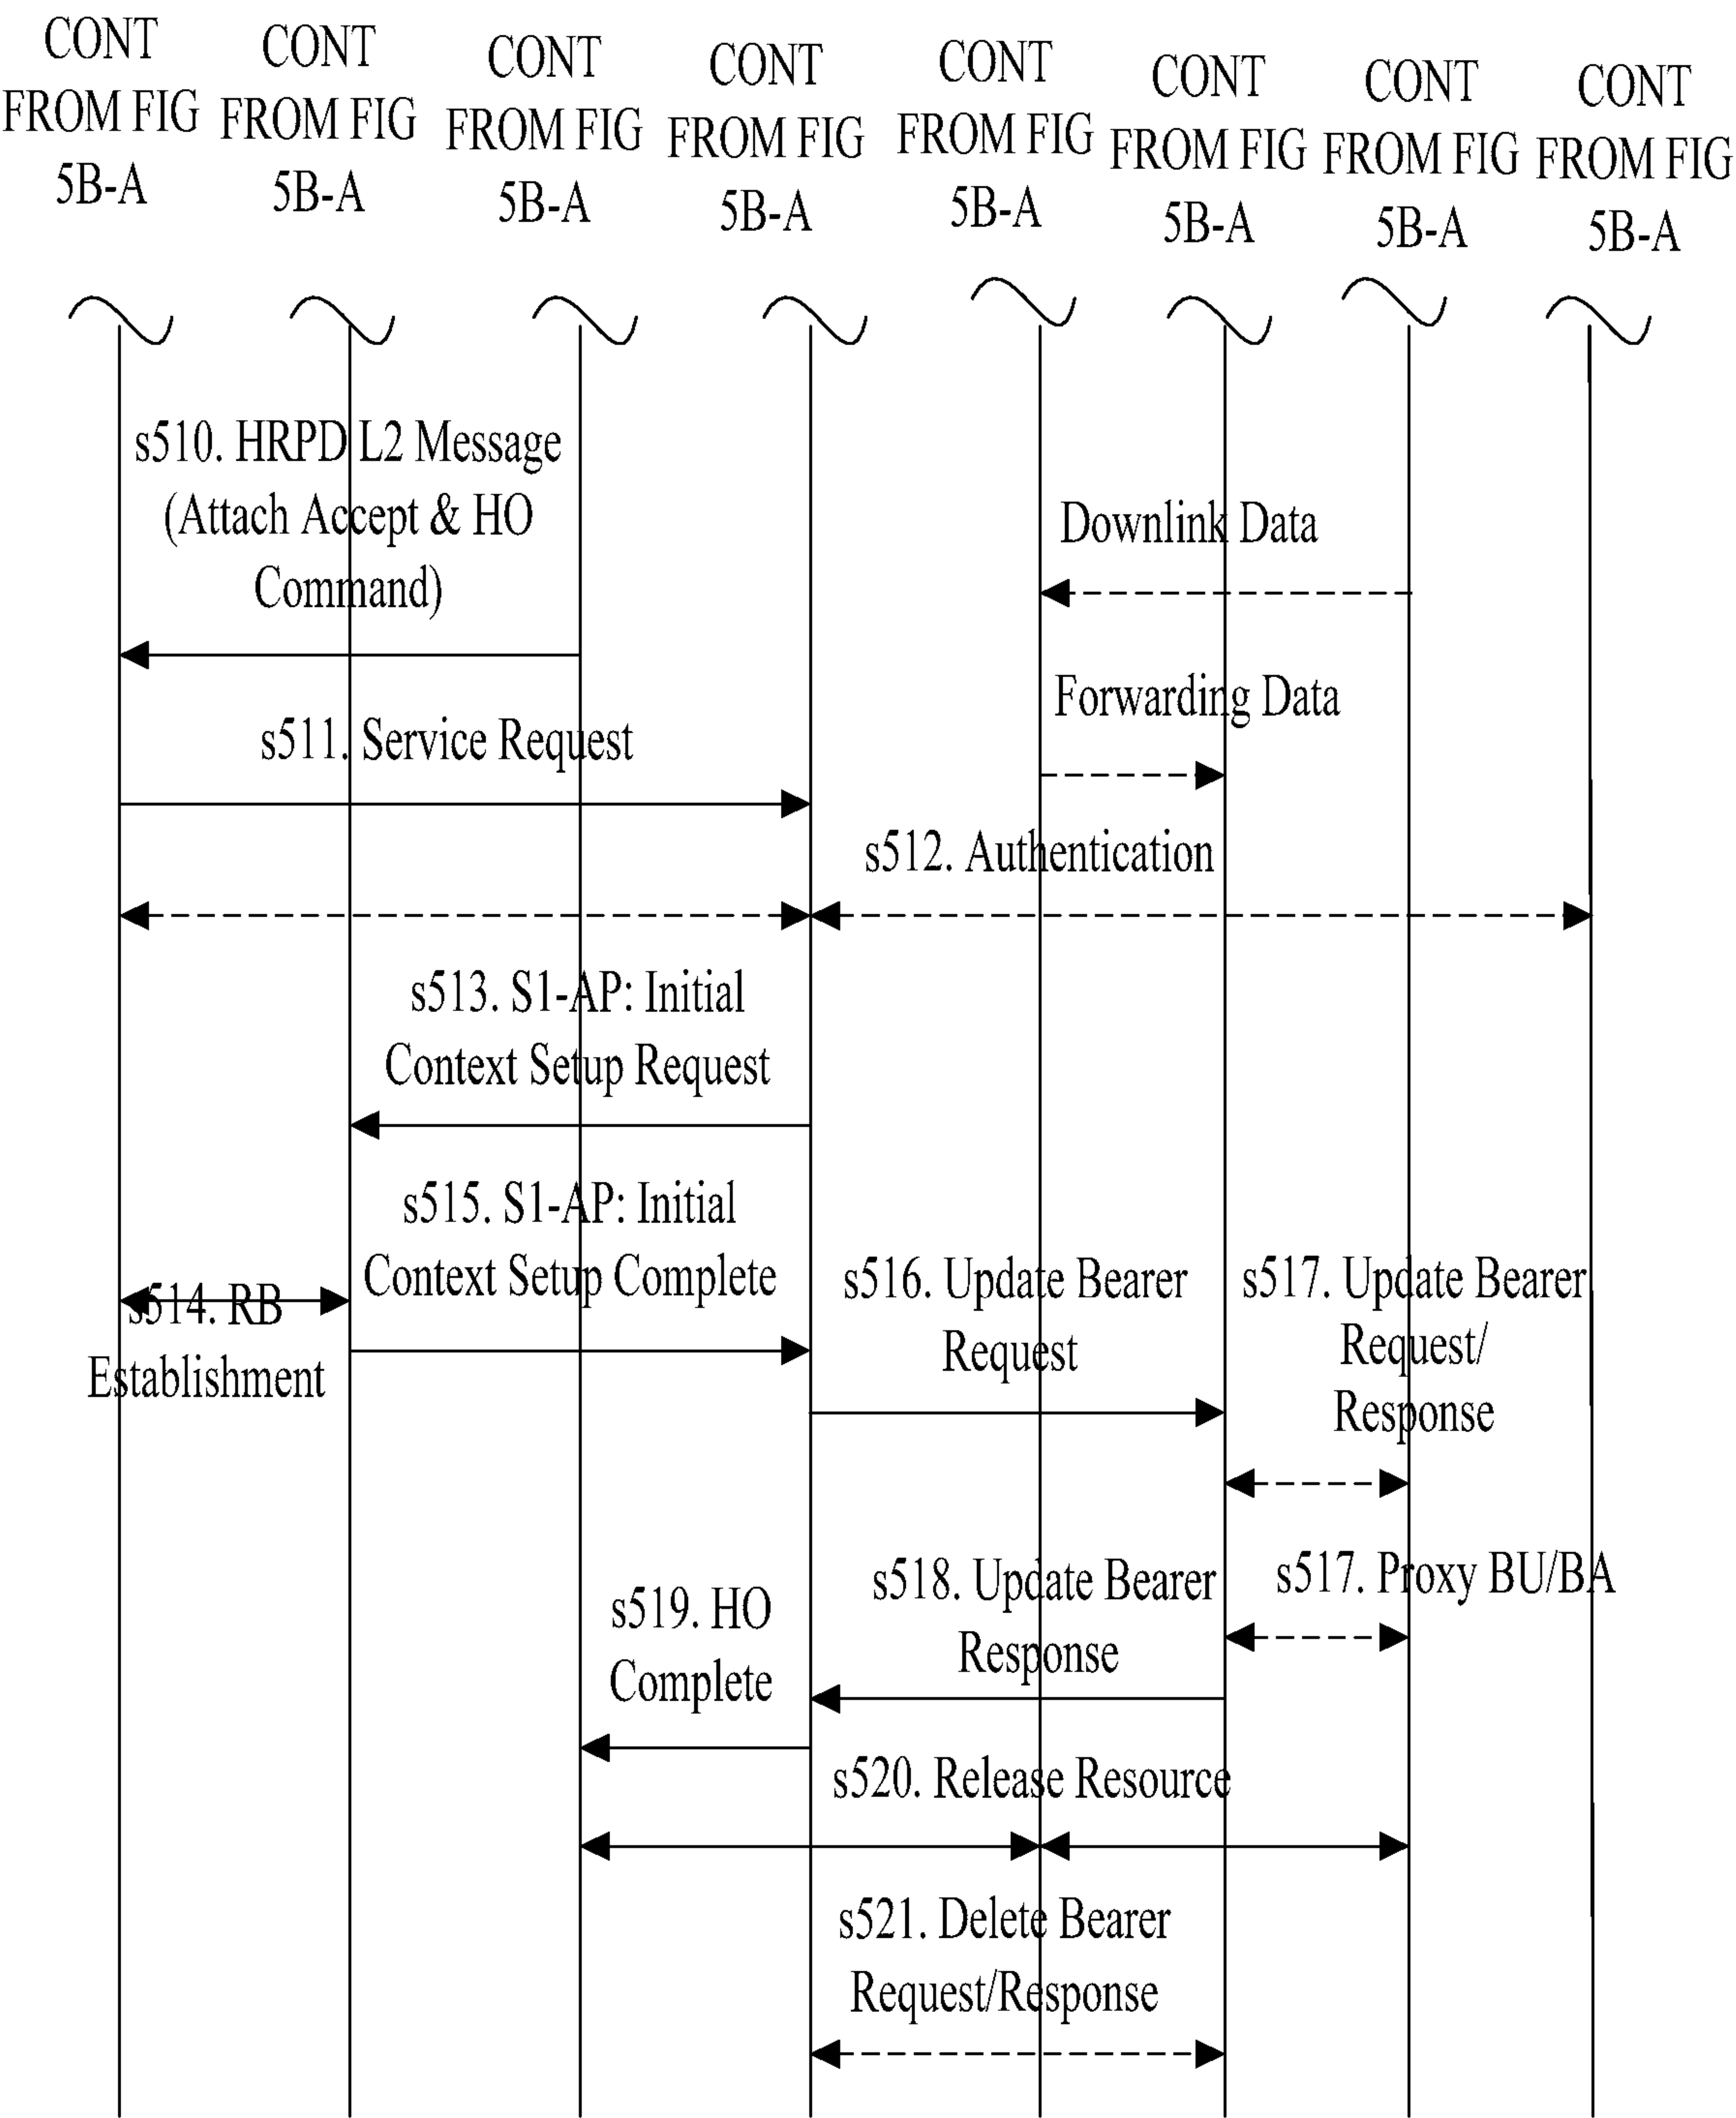 CONT
FROM FIG
5B-A
CONT
FROM FIG
5B-A
CONT
FROM FIG
5B-A
CONT
FROM FIG
5B-A
CONT
FROM FIG
5B-A
CONT
FROM FIG
5B-A
CONT
FROM FIG
5B-A
CONT
FROM FIG
5B-A
s510. HRPD L2 Message
(Attach Accept & HO
Command)
Downlink Data
Forwarding Data
s511. Service Request
s512. Authentication
s513. S1-AP: Initial
Context Setup Request
s515. S1-AP: Initial
Context Setup Complete
s514. RB
Establishment
s516. Update Bearer
Request
s517. Update Bearer
Request/
Response
s517. Proxy BU/BA
s518. Update Bearer
Response
s519. HO
Complete
s520. Release Resource
s521. Delete Bearer
Request/Response